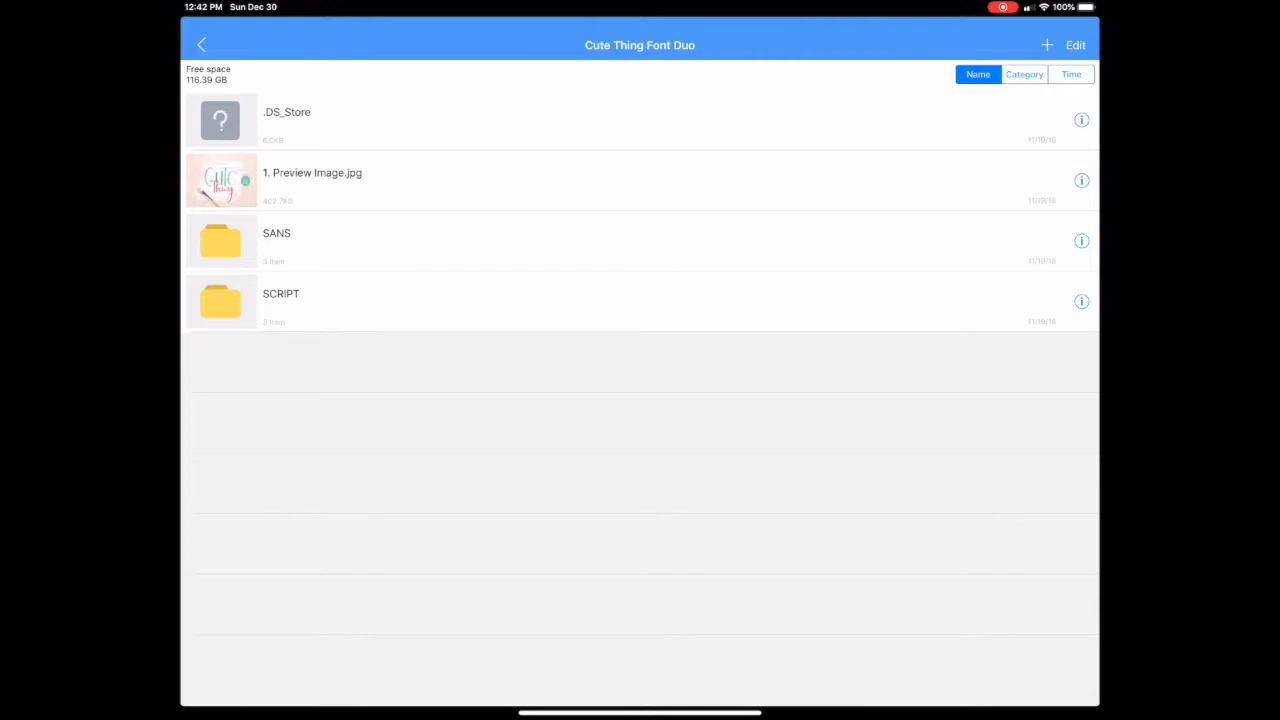 12:42 PM Sun Dec 30
100%
Cute Thing Font Duo
Edit
Free space
116.39 GB
Name Category Time
.DS_Store
6.0KB
11/19/18
CUTE
thing
1. Preview Image.jpg
402.7KB
11/19/18
SANS
3 item
11/19/18
SCRIPT
3 item
11/19/18